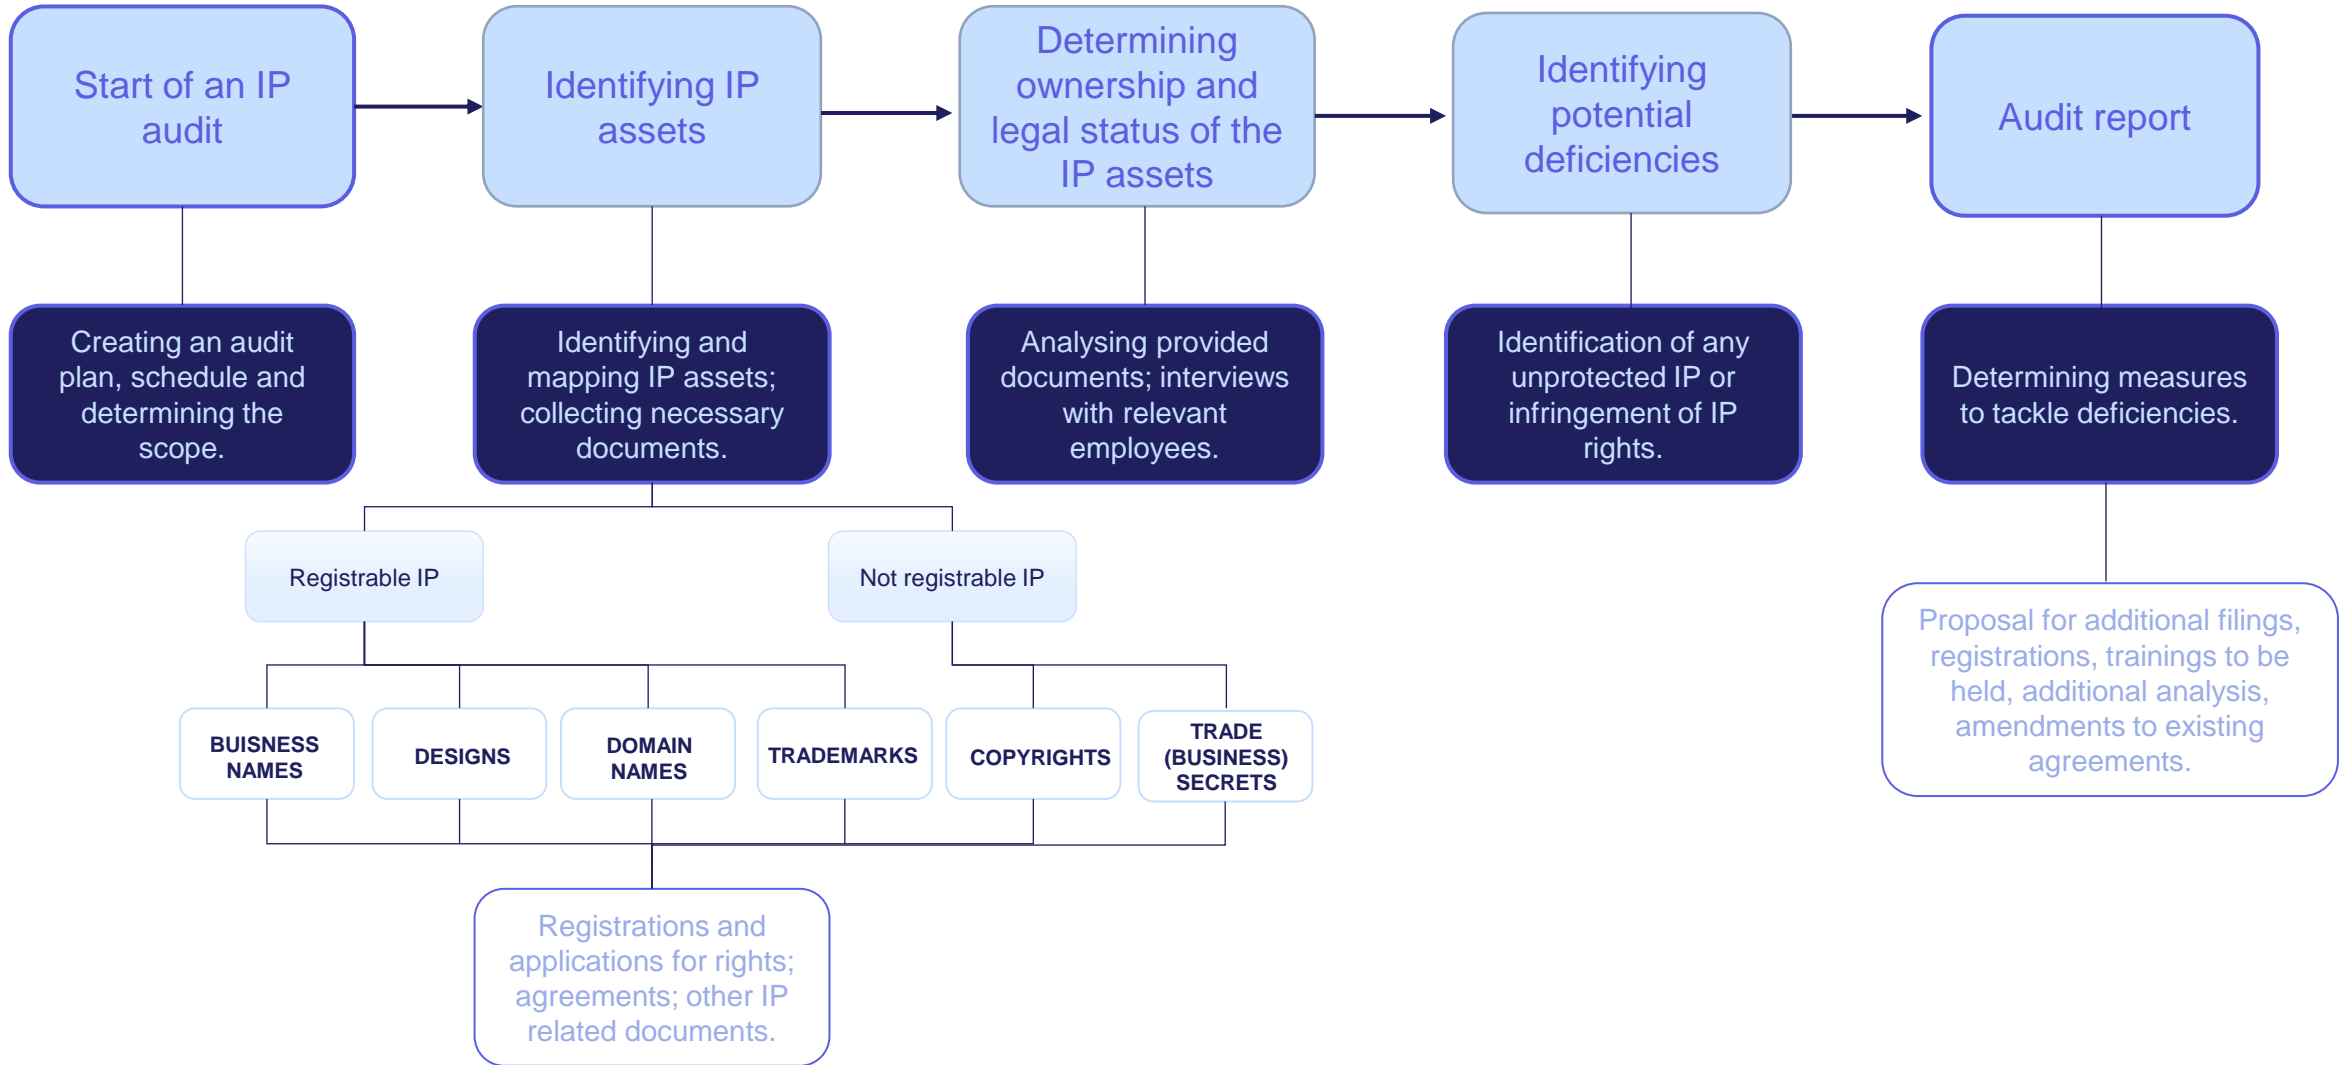 Start of an IP
audit
Identifying IP
assets
Determining
ownership and
legal status of the
IP assets
Identifying
potential
deficiencies
Audit report
Creating an audit
plan, schedule and
determining the
scope.
Identifying and
mapping IP assets;
collecting necessary
documents.
Analysing provided
documents; interviews
with relevant
employees.
Identification of any
unprotected IP or
infringement of IP
rights.
Determining measures
to tackle deficiencies.
Registrable IP
Not registrable IP
BUISNESS
NAMES
DESIGNS
DOMAIN
NAMES
TRADEMARKS
COPYRIGHTS
TRADE
(BUSINESS)
SECRETS
Proposal for additional filings,
registrations, trainings to be
held, additional analysis,
amendments to existing
agreements.
Registrations and
applications for rights;
agreements; other IP
related documents.